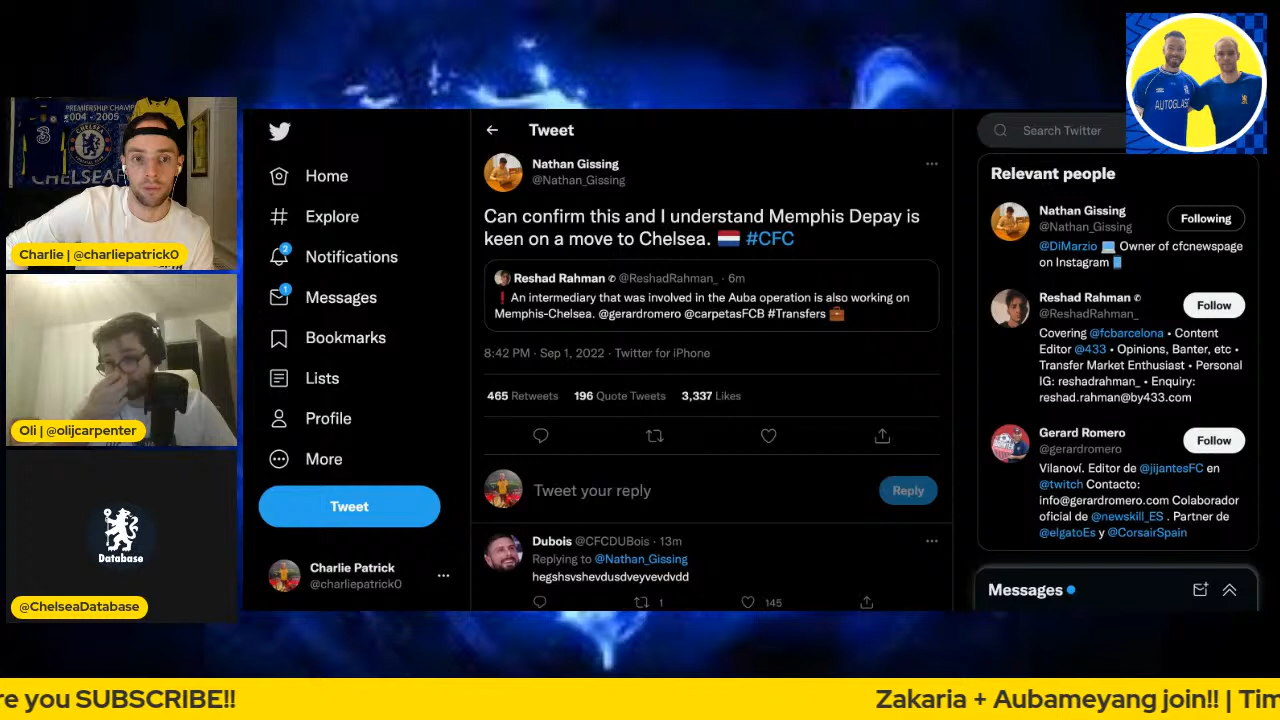 PREMIERSHIP CHAMP
2004 - 2005
CHELSEAF
Charlie | @charliepatrick0
Oli | @olijcarpenter
Database
@ChelseaDatabase
Home
Explore
2
Notifications
1
Messages
Bookmarks
Lists
Profile
More
Tweet
Charlie Patrick
@charliepatrick0
Tweet
Nathan Gissing
@Nathan_Gissing
Can confirm this and I understand Memphis Depay is
keen on a move to Chelsea. 🇳🇱 #CFC
Reshad Rahman ✆ @ReshadRahman_ · 6m
❗ An intermediary that was involved in the Auba operation is also working on
Memphis-Chelsea. @gerardromero @carpetasFCB #Transfers 💼
8:42 PM · Sep 1, 2022 · Twitter for iPhone
465 Retweets 196 Quote Tweets 3,337 Likes
Tweet your reply
Reply
Dubois @CFCDUBois · 13m
Replying to @Nathan_Gissing
hegshsvshevdusdveyvevdvdd
1 145
Search Twitter
AUTOGLASS
Relevant people
Nathan Gissing
@Nathan_Gissing
Following
@DiMarzio 💻 Owner of cfcnewspage
on Instagram 📱
Reshad Rahman ✆
@ReshadRahman_
Follow
Covering @fcbarcelona • Content
Editor @433 • Opinions, Banter, etc •
Transfer Market Enthusiast • Personal
IG: reshadrahman_ • Enquiry:
reshad.rahman@by433.com
Gerard Romero
@gerardromero
Follow
Vilanoví. Editor de @jijantesFC en
@twitch Contacto:
info@gerardromero.com Colaborador
oficial de @newskill_ES . Partner de
@elgatoEs y @CorsairSpain
Messages
re you SUBSCRIBE!! Zakaria + Aubameyang join!! | Tim